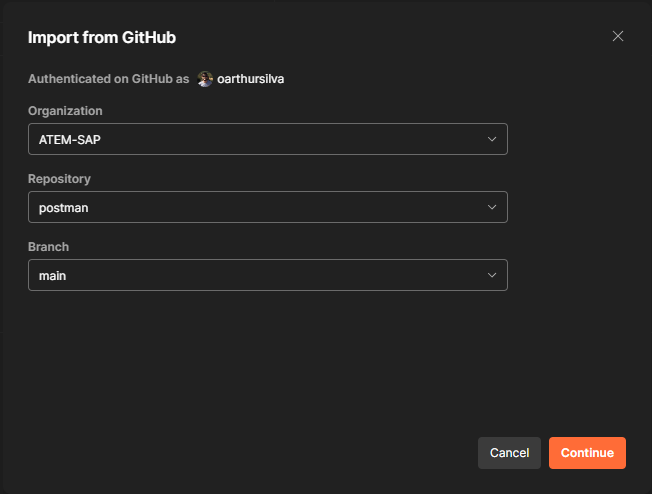 Import from GitHub
Authenticated on GitHub as oarthursilva
Organization
ATEM-SAP
Repository
postman
Branch
main
Cancel Continue